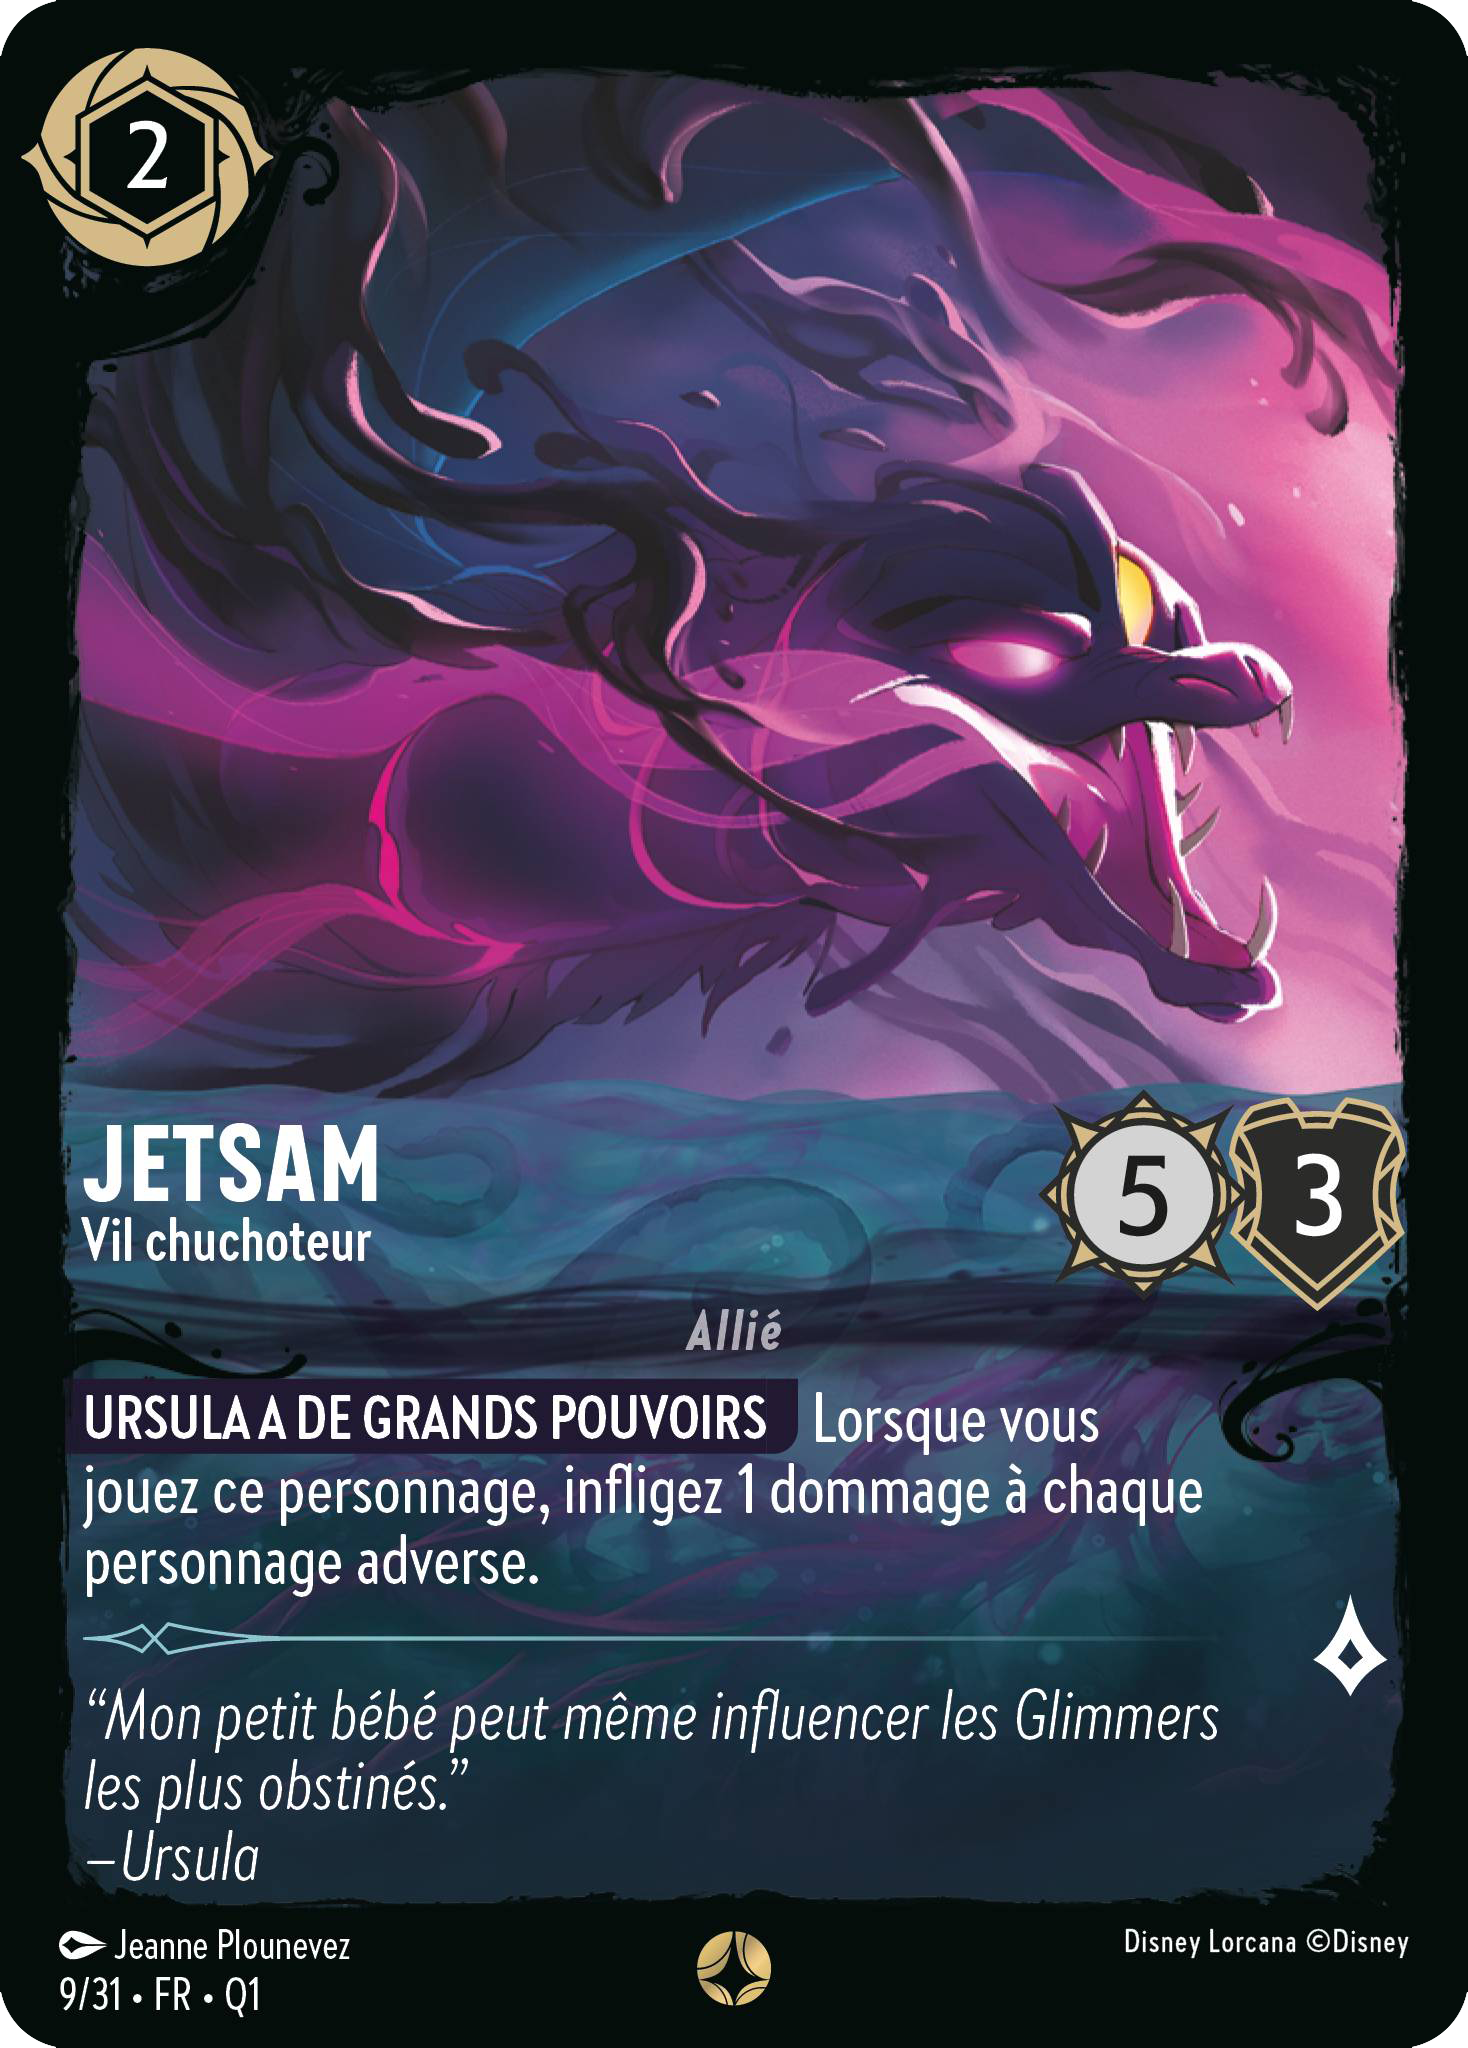 2
JETSAM
Vil chuchoteur
5
3
Allié
URSULA A DE GRANDS POUVOIRS Lorsque vous
jouez ce personnage, infligez 1 dommage à chaque
personnage adverse.
“Mon petit bébé peut même influencer les Glimmers
les plus obstinés.”
–Ursula
Jeanne Plounevez
Disney Lorcana ©Disney
9/31 • FR • Q1